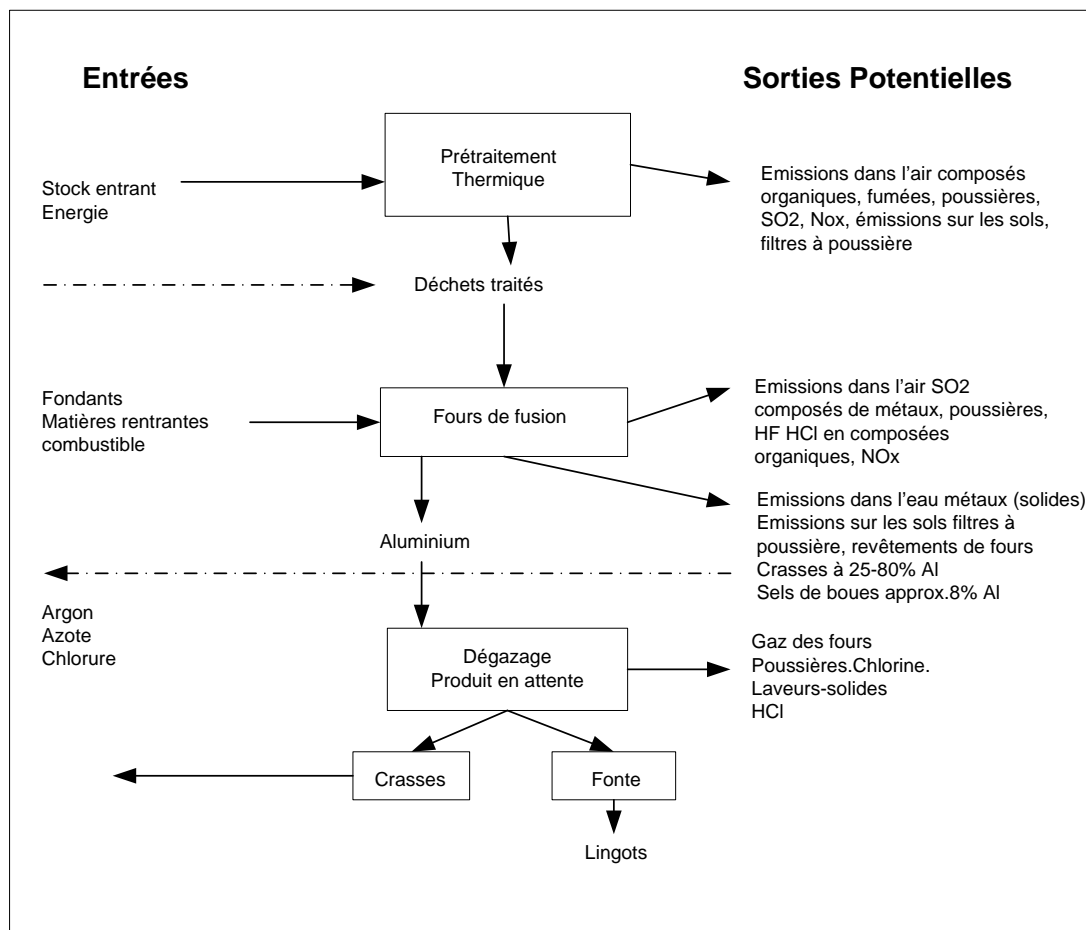 Entrées
Sorties Potentielles
Prétraitement
Thermique
Stock entrant
Energie
Emissions dans l'air composés
organiques, fumées, poussières,
SO2, Nox, émissions sur les sols,
filtres à poussière
Déchets traités
Fondants
Matières rentrantes
combustible
Fours de fusion
Emissions dans l'air SO2
composés de métaux, poussières,
HF HCl en composées
organiques, NOx
Emissions dans l'eau métaux (solides)
Emissions sur les sols filtres à
poussière, revêtements de fours
Crasses à 25-80% Al
Sels de boues approx.8% Al
Aluminium
Argon
Azote
Chlorure
Dégazage
Produit en attente
Gaz des fours
Poussières.Chlorine.
Laveurs-solides
HCl
Crasses
Fonte
Lingots